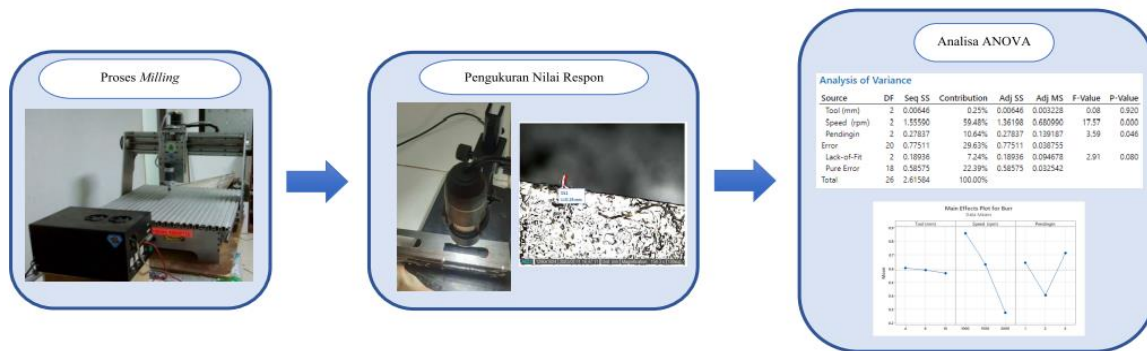 Proses Milling
Pengukuran Nilai Respon
Analisa ANOVA
Analysis of Variance
Source DF Seq SS Contribution Adj SS Adj MS F-Value P-Value
Tool (mm) 2 0.00646 0.25% 0.00646 0.003228 0.08 0.920
Speed (rpm) 2 1.55590 59.48% 1.36198 0.680990 17.57 0.000
Pendingin 2 0.27837 10.64% 0.27837 0.139187 3.59 0.046
Error 20 0.77511 29.63% 0.77511 0.038755
Lack-of-Fit 2 0.18936 7.24% 0.18936 0.094678 2.91 0.080
Pure Error 18 0.58575 22.39% 0.58575 0.032542
Total 26 2.61584 100.00%
Main Effects Plot for Burr
Data Means
Tool (mm) Speed (rpm) Pendingin
Mean